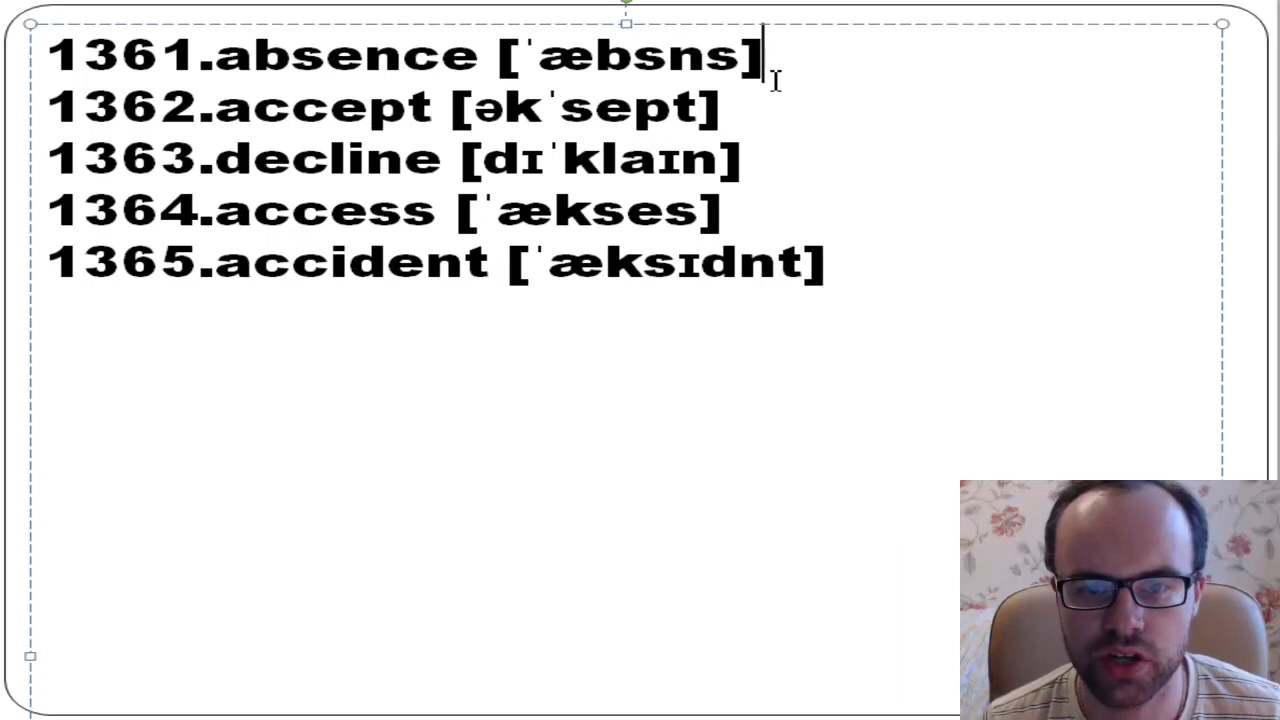 1361.absence [ˈæbsns]
1362.accept [əkˈsept]
1363.decline [dɪˈklaɪn]
1364.access [ˈækses]
1365.accident [ˈæksɪdnt]